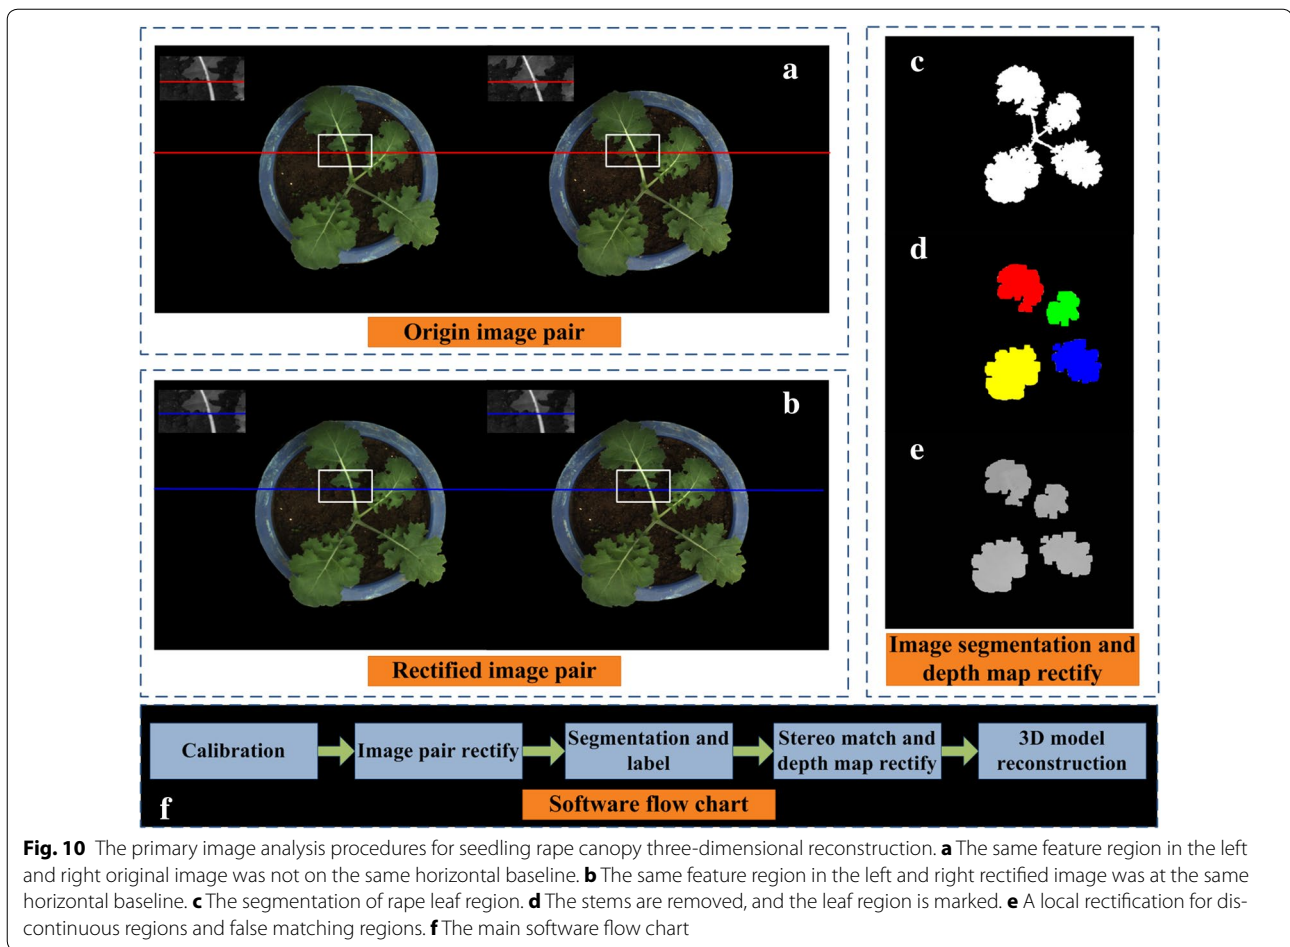 a
Origin image pair
b
Rectified image pair
c
d
e
Image segmentation and
depth map rectify
Calibration
Image pair rectify
Segmentation and
label
Stereo match and
depth map rectify
3D model
reconstruction
f
Software flow chart
Fig. 10 The primary image analysis procedures for seedling rape canopy three-dimensional reconstruction. a The same feature region in the left
and right original image was not on the same horizontal baseline. b The same feature region in the left and right rectified image was at the same
horizontal baseline. c The segmentation of rape leaf region. d The stems are removed, and the leaf region is marked. e A local rectification for dis-
continuous regions and false matching regions. f The main software flow chart